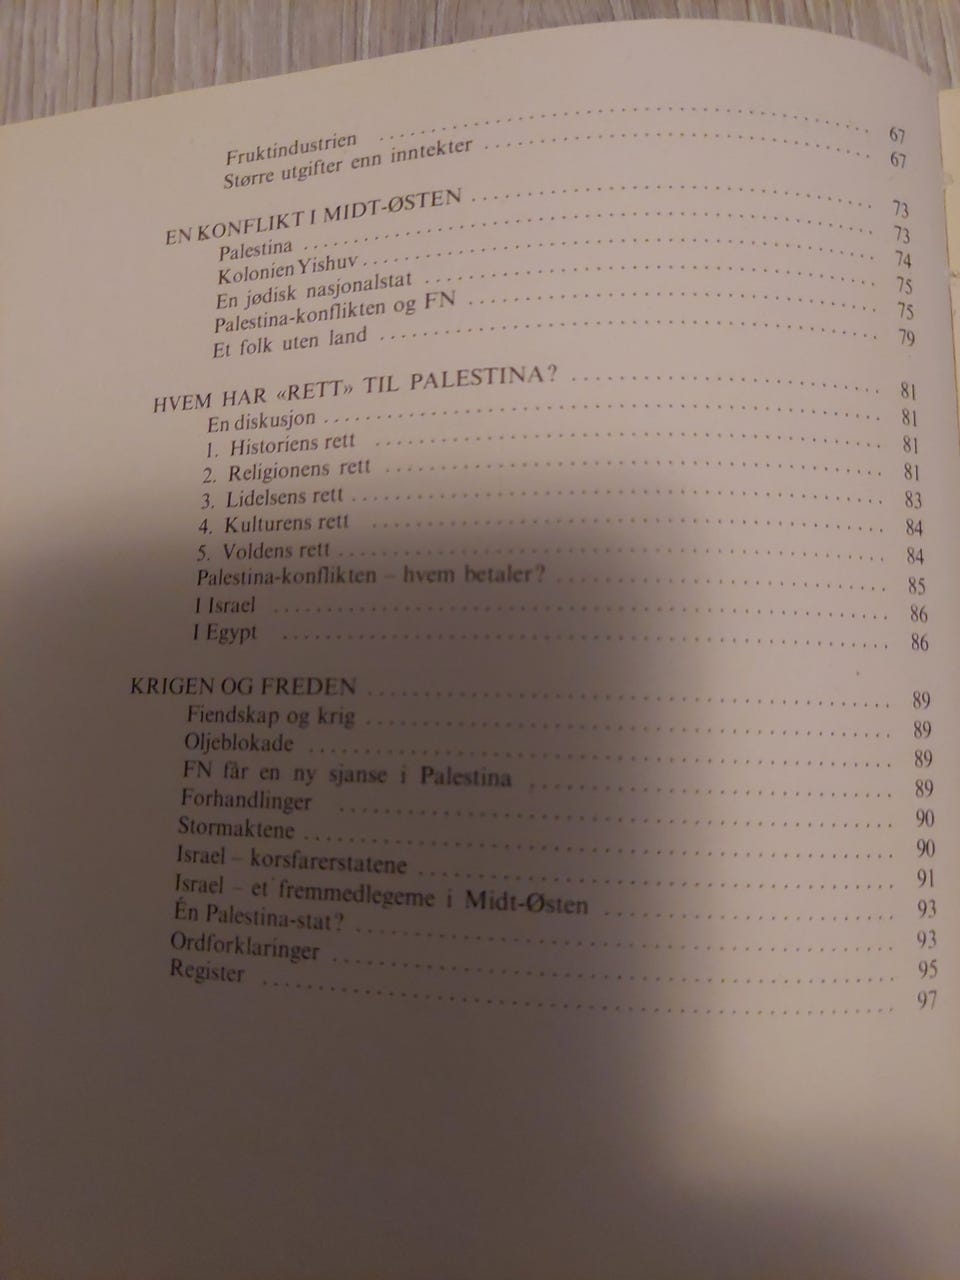 Fruktindustrien ........ 67
Større utgifter enn inntekter ........ 67
EN KONFLIKT I MIDT-ØSTEN ........ 73
Palestina ........ 73
Kolonien Yishuv ........ 74
En jødisk nasjonalstat ........ 75
Palestina-konflikten og FN ........ 75
Et folk uten land ........ 79
HVEM HAR «RETT» TIL PALESTINA? ........ 81
En diskusjon ........ 81
1. Historiens rett ........ 81
2. Religionens rett ........ 81
3. Lidelsens rett ........ 83
4. Kulturens rett ........ 84
5. Voldens rett ........ 84
Palestina-konflikten – hvem betaler? ........ 85
I Israel ........ 86
I Egypt ........ 86
KRIGEN OG FREDEN ........ 89
Fiendskap og krig ........ 89
Oljeblokade ........ 89
FN får en ny sjanse i Palestina ........ 89
Forhandlinger ........ 90
Stormaktene ........ 90
Israel – korsfarerstatene ........ 91
Israel – et fremmedlegeme i Midt-Østen ........ 93
Én Palestina-stat? ........ 93
Ordforklaringer ........ 95
Register ........ 97